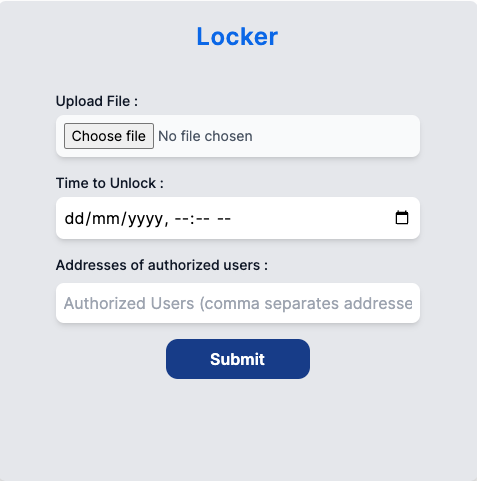 Locker
Upload File :
Choose file No file chosen
Time to Unlock :
dd/mm/yyyy, --:-- --
Addresses of authorized users :
Authorized Users (comma separates addresse
Submit